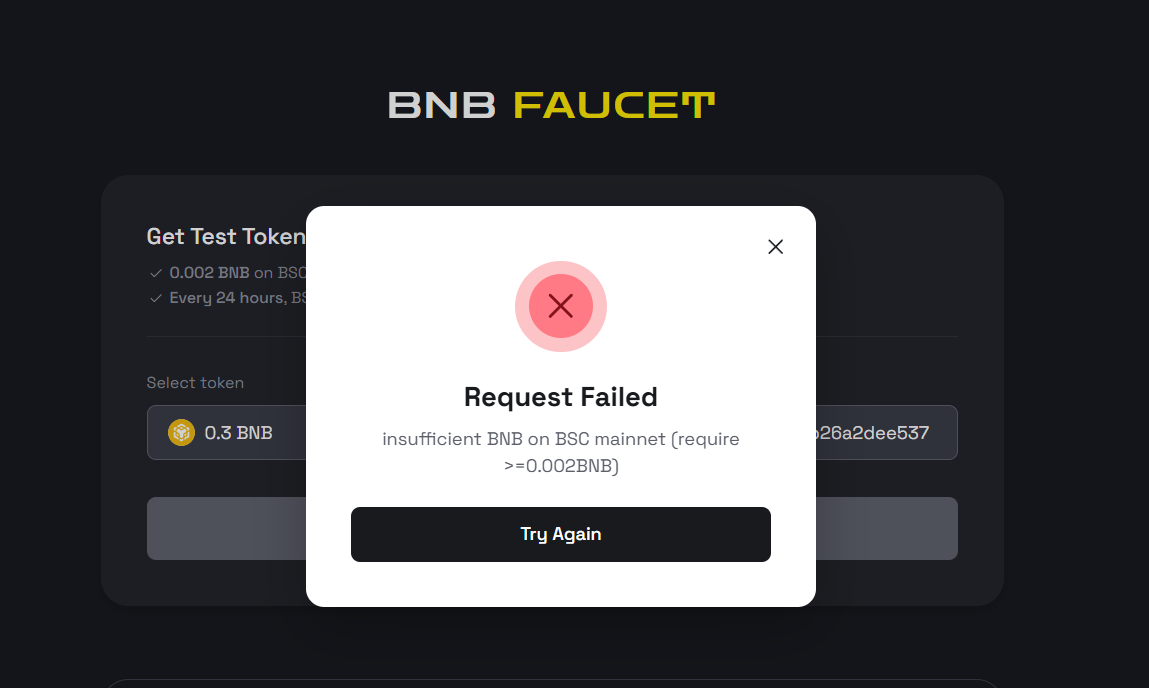 BNB FAUCET
Get Test Token
0.002 BNB on BSC
Every 24 hours, BS
Select token
0.3 BNB
b26a2dee537
Request Failed
insufficient BNB on BSC mainnet (require
>=0.002BNB)
Try Again